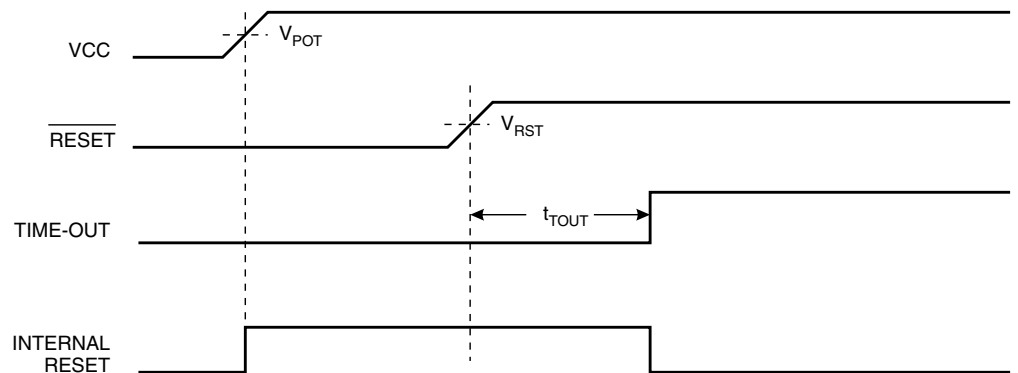 VCC
VPOT
RESET
VRST
TIME-OUT
tTOUT
INTERNAL
RESET